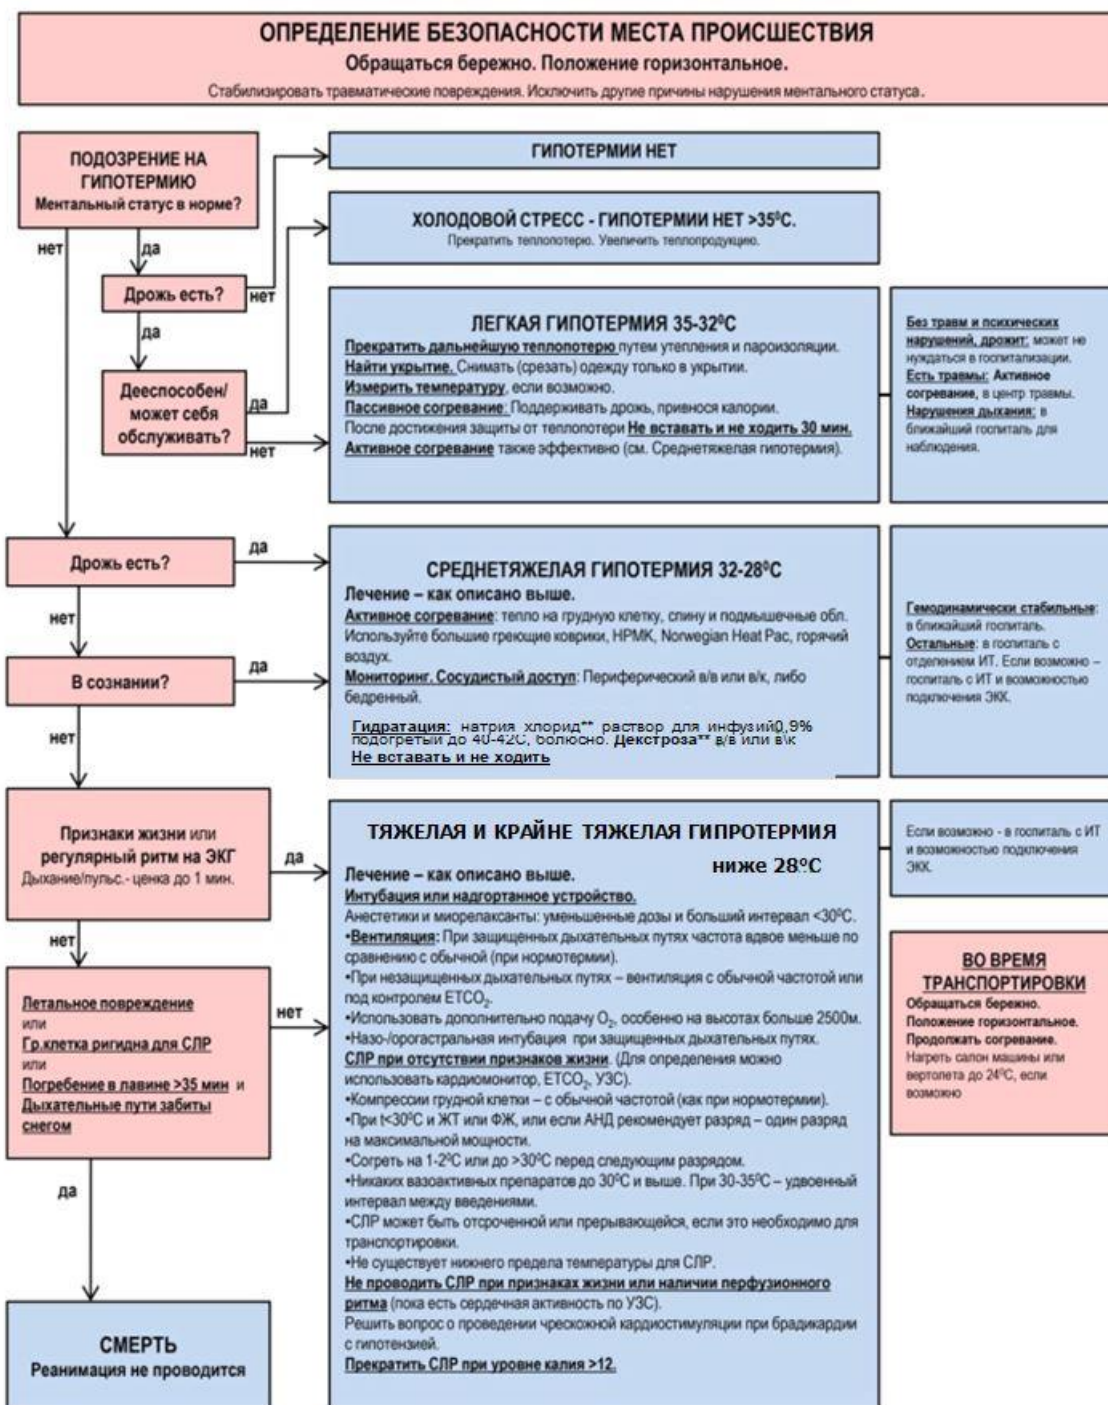 ОПРЕДЕЛЕНИЕ БЕЗОПАСНОСТИ МЕСТА ПРОИСШЕСТВИЯ
Обращаться бережно. Положение горизонтальное.
Стабилизировать травматические повреждения. Исключить другие причины нарушения ментального статуса.
ПОДОЗРЕНИЕ НА
ГИПОТЕРМИЮ
Ментальный статус в норме?
нет
да
Дрожь есть?
нет
да
Дееспособен/
может себя
обслуживать?
да
нет
ГИПОТЕРМИИ НЕТ
ХОЛОДОВОЙ СТРЕСС - ГИПОТЕРМИИ НЕТ >35⁰С.
Прекратить теплопотерю. Увеличить теплопродукцию.
ЛЕГКАЯ ГИПОТЕРМИЯ 35-32⁰С
Прекратить дальнейшую теплопотерю путем утепления и пароизоляции.
Найти укрытие. Снимать (срезать) одежду только в укрытии.
Измерить температуру, если возможно.
Пассивное согревание: Поддерживать дрожь, привнося калории.
После достижения защиты от теплопотери Не вставать и не ходить 30 мин.
Активное согревание также эффективно (см. Среднетяжелая гипотермия).
Без травм и психических
нарушений, дрожит: может не
нуждаться в госпитализации.
Есть травмы: Активное
согревание, в центр травмы.
Нарушения дыхания: в
ближайший госпиталь для
наблюдения.
Дрожь есть?
да
нет
В сознании?
да
нет
СРЕДНЕТЯЖЕЛАЯ ГИПОТЕРМИЯ 32-28⁰С
Лечение – как описано выше.
Активное согревание: тепло на грудную клетку, спину и подмышечные обл.
Используйте большие греющие коврики, HPMK, Norwegian Heat Pac, горячий
воздух.
Мониторинг. Сосудистый доступ: Периферический в/в или в/к, либо
бедренный.
Гидратация: натрия хлорид** раствор для инфузий0,9%
подогретый до 40-42С, болюсно. Декстроза** в/в или в\к
Не вставать и не ходить
Гемодинамически стабильные:
в ближайший госпиталь.
Остальные: в госпиталь с
отделением ИТ. Если возможно –
госпиталь с ИТ и возможностью
подключения ЭКК.
Признаки жизни или
регулярный ритм на ЭКГ
Дыхание/пульс.- ценка до 1 мин.
да
нет
Летальное повреждение
или
Гр.клетка ригидна для СЛР
или
Погребение в лавине >35 мин и
Дыхательные пути забиты
снегом
нет
да
СМЕРТЬ
Реанимация не проводится
ТЯЖЕЛАЯ И КРАЙНЕ ТЯЖЕЛАЯ ГИПРОТЕРМИЯ
ниже 28⁰С
Лечение – как описано выше.
Интубация или надгортанное устройство.
Анестетики и миорелаксанты: уменьшенные дозы и больший интервал <30⁰С.
•Вентиляция: При защищенных дыхательных путях частота вдвое меньше по
сравнению с обычной (при нормотермии).
•При незащищенных дыхательных путях – вентиляция с обычной частотой или
под контролем ETCO₂.
•Использовать дополнительно подачу O₂, особенно на высотах больше 2500м.
•Назо-/орогастральная интубация при защищенных дыхательных путях.
СЛР при отсутствии признаков жизни. (Для определения можно
использовать кардиомонитор, ETCO₂, УЗС).
•Компрессии грудной клетки – с обычной частотой (как при нормотермии).
•При t<30⁰С и ЖТ или ФЖ, или если АНД рекомендует разряд – один разряд
на максимальной мощности.
•Согреть на 1-2⁰С или до >30⁰С перед следующим разрядом.
•Никаких вазоактивных препаратов до 30⁰С и выше. При 30-35⁰С – удвоенный
интервал между введениями.
•СЛР может быть отсроченной или прерывающейся, если это необходимо для
транспортировки.
•Не существует нижнего предела температуры для СЛР.
Не проводить СЛР при признаках жизни или наличии перфузионного
ритма (пока есть сердечная активность по УЗС).
Решить вопрос о проведении чрескожной кардиостимуляции при брадикардии
с гипотензией.
Прекратить СЛР при уровне калия >12.
Если возможно - в госпиталь с ИТ
и возможностью подключения
ЭКК.
ВО ВРЕМЯ
ТРАНСПОРТИРОВКИ
Обращаться бережно.
Положение горизонтальное.
Продолжать согревание.
Нагреть салон машины или
вертолета до 24⁰С, если
возможно